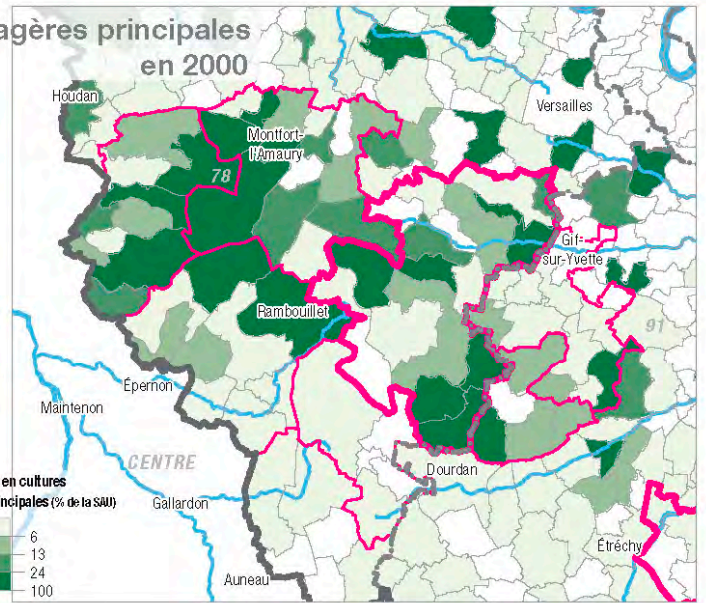 agères principales
en 2000
Houdan
Versailles
Montfort-
l'Amaury
78
Gif-
sur-Yvette
Rambouillet
91
Épernon
Maintenon
CENTRE
en cultures
ncipales (% de la SAU)
Dourdan
Gallardon
6
13
24
100
Étréchy
Auneau